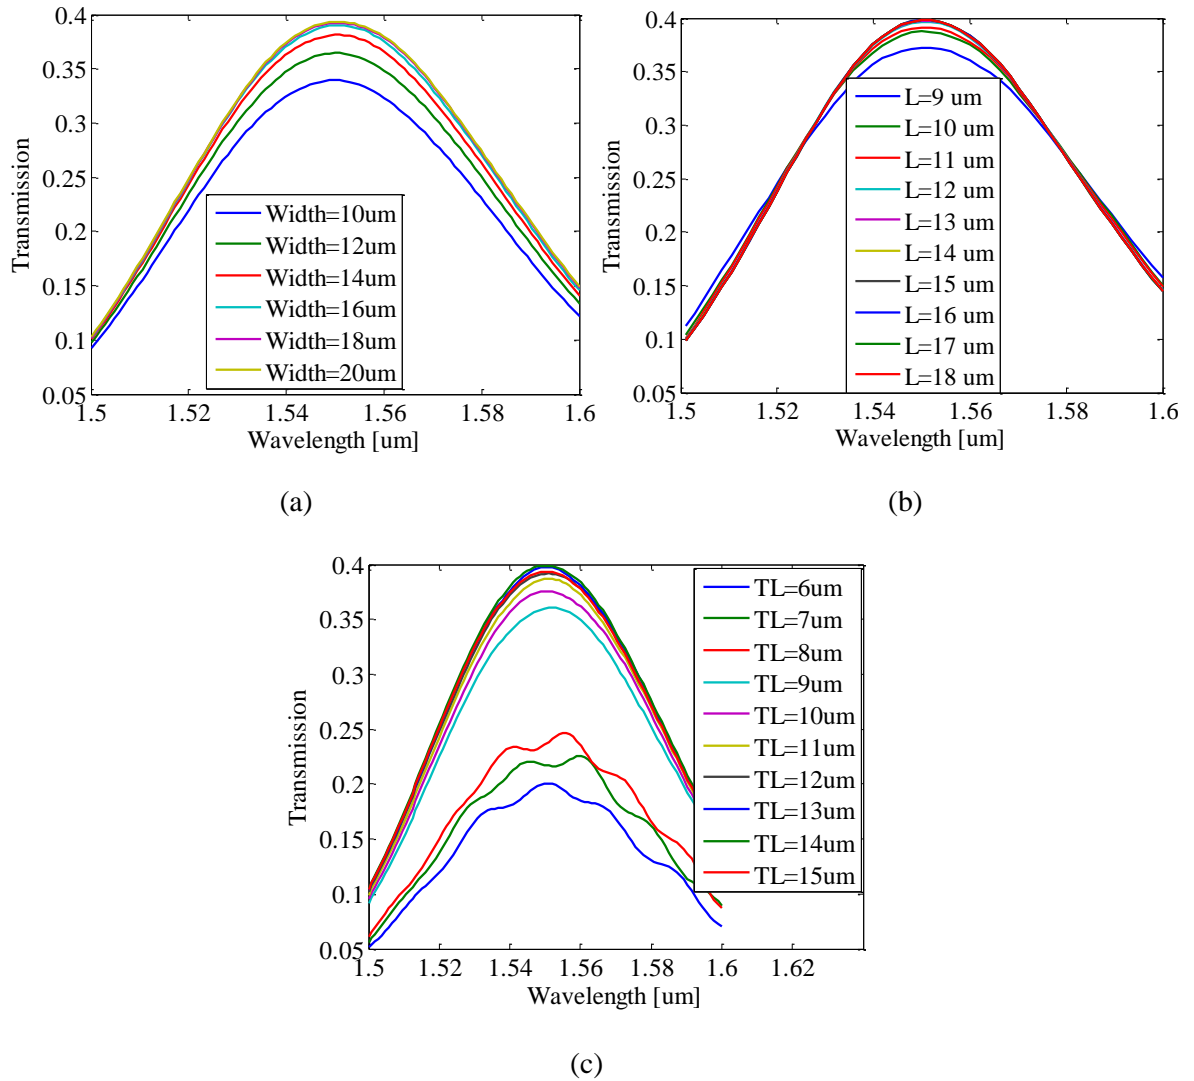 0.4
0.35
0.3
0.25
0.2
0.15
0.1
0.05
Transmission
1.5
1.52
1.54
1.56
1.58
1.6
Wavelength [um]
Width=10um
Width=12um
Width=14um
Width=16um
Width=18um
Width=20um
(a)
0.4
0.35
0.3
0.25
0.2
0.15
0.1
0.05
Transmission
1.5
1.52
1.54
1.56
1.58
1.6
Wavelength [um]
L=9 um
L=10 um
L=11 um
L=12 um
L=13 um
L=14 um
L=15 um
L=16 um
L=17 um
L=18 um
(b)
0.4
0.35
0.3
0.25
0.2
0.15
0.1
0.05
Transmission
1.5
1.52
1.54
1.56
1.58
1.6
1.62
Wavelength [um]
TL=6um
TL=7um
TL=8um
TL=9um
TL=10um
TL=11um
TL=12um
TL=13um
TL=14um
TL=15um
(c)